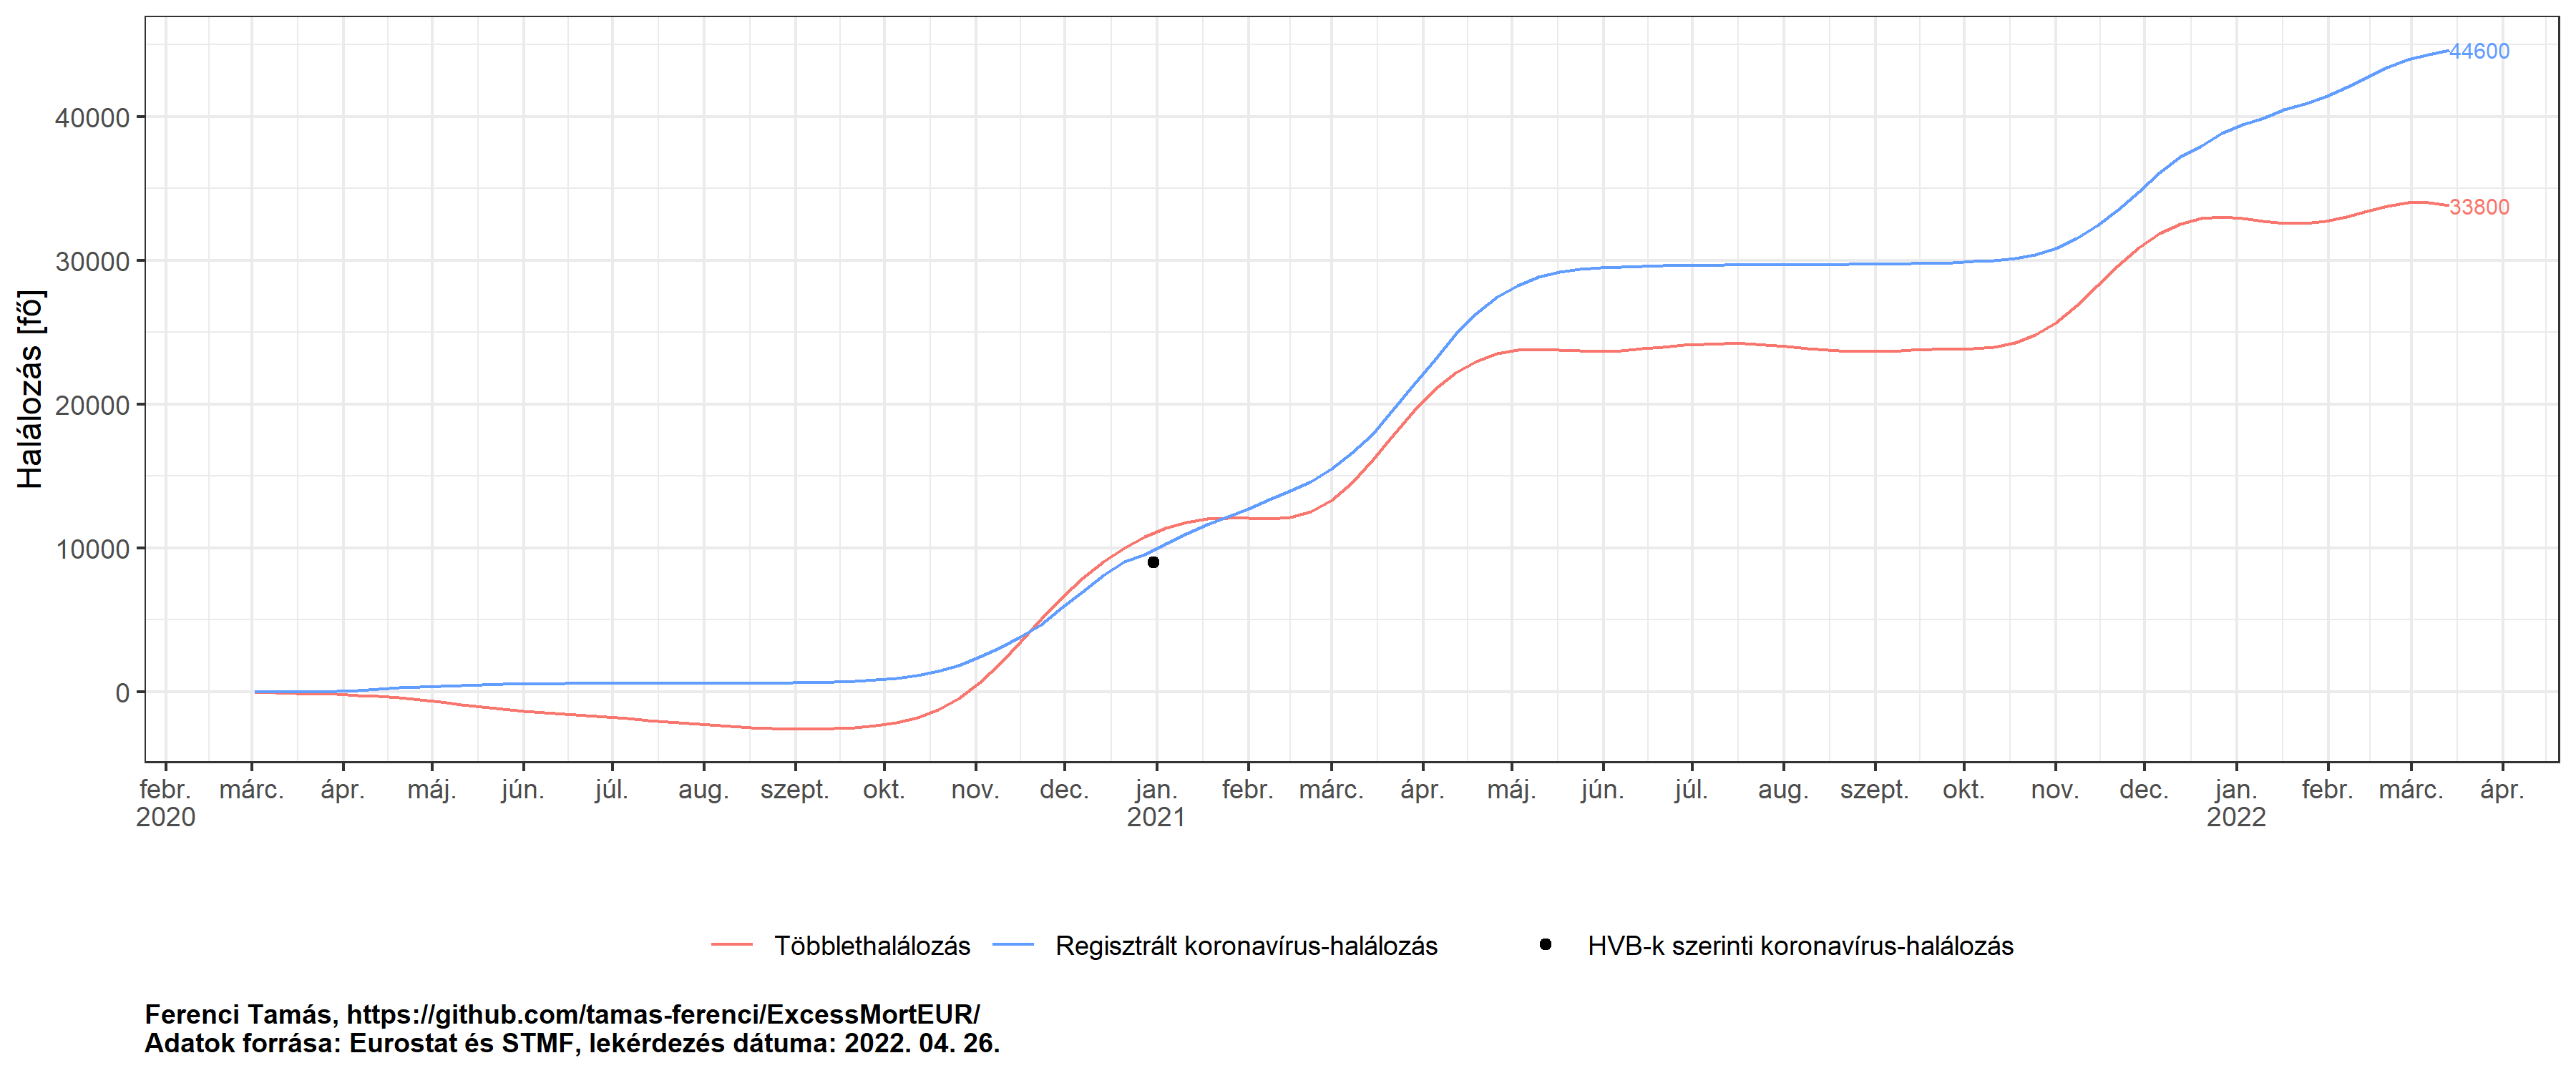 Halálozás [fő]
40000
30000
20000
10000
0
44600
33800
febr. márc. ápr. máj. jún. júl. aug. szept. okt. nov. dec. jan. febr. márc. ápr. máj. jún. júl. aug. szept. okt. nov. dec. jan. febr. márc. ápr.
2020 2021 2022
Többlethalálozás Regisztrált koronavírus-halálozás HVB-k szerinti koronavírus-halálozás
Ferenci Tamás, https://github.com/tamas-ferenci/ExcessMortEUR/
Adatok forrása: Eurostat és STMF, lekérdezés dátuma: 2022. 04. 26.